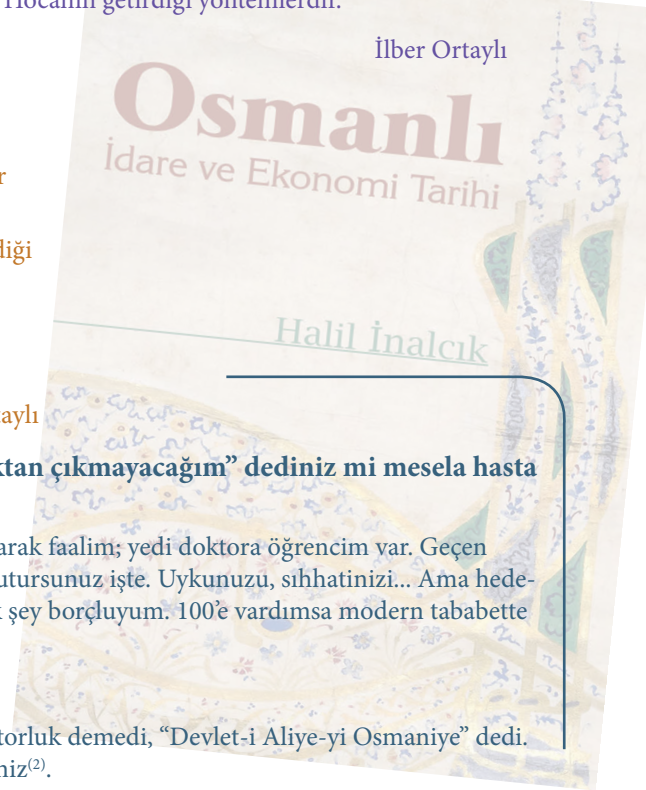 Hocanın getirdiği yöntemlerdir.
İlber Ortaylı
Osmanlı
İdare ve Ekonomi Tarihi
Halil İnalcık
r
diği
taylı
ktan çıkmayacağım” dediniz mi mesela hasta
arak faalim; yedi doktora öğrencim var. Geçen
utursunuz işte. Uykunuzu, sıhhatinizi... Ama hede-
k şey borçluyum. 100’e vardımsa modern tababette
torluk demedi, “Devlet-i Aliye-yi Osmaniye” dedi.
niz(2).